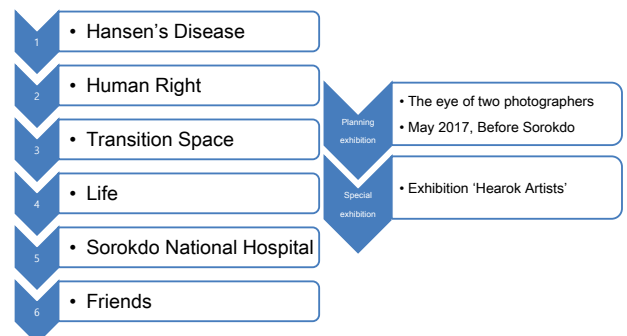 1
• Hansen's Disease
2
• Human Right
3
• Transition Space
4
• Life
5
• Sorokdo National Hospital
6
• Friends
Planning
exhibition
• The eye of two photographers
• May 2017, Before Sorokdo
Special
exhibition
• Exhibition 'Hearok Artists'